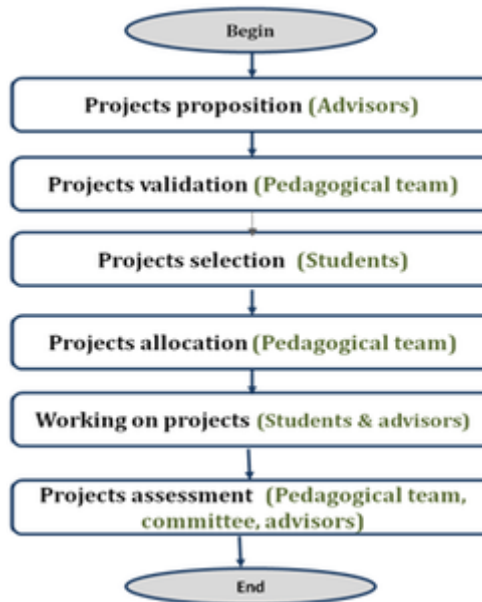 Begin
Projects proposition (Advisors)
Projects validation (Pedagogical team)
Projects selection (Students)
Projects allocation (Pedagogical team)
Working on projects (Students & advisors)
Projects assessment (Pedagogical team,
committee, advisors)
End